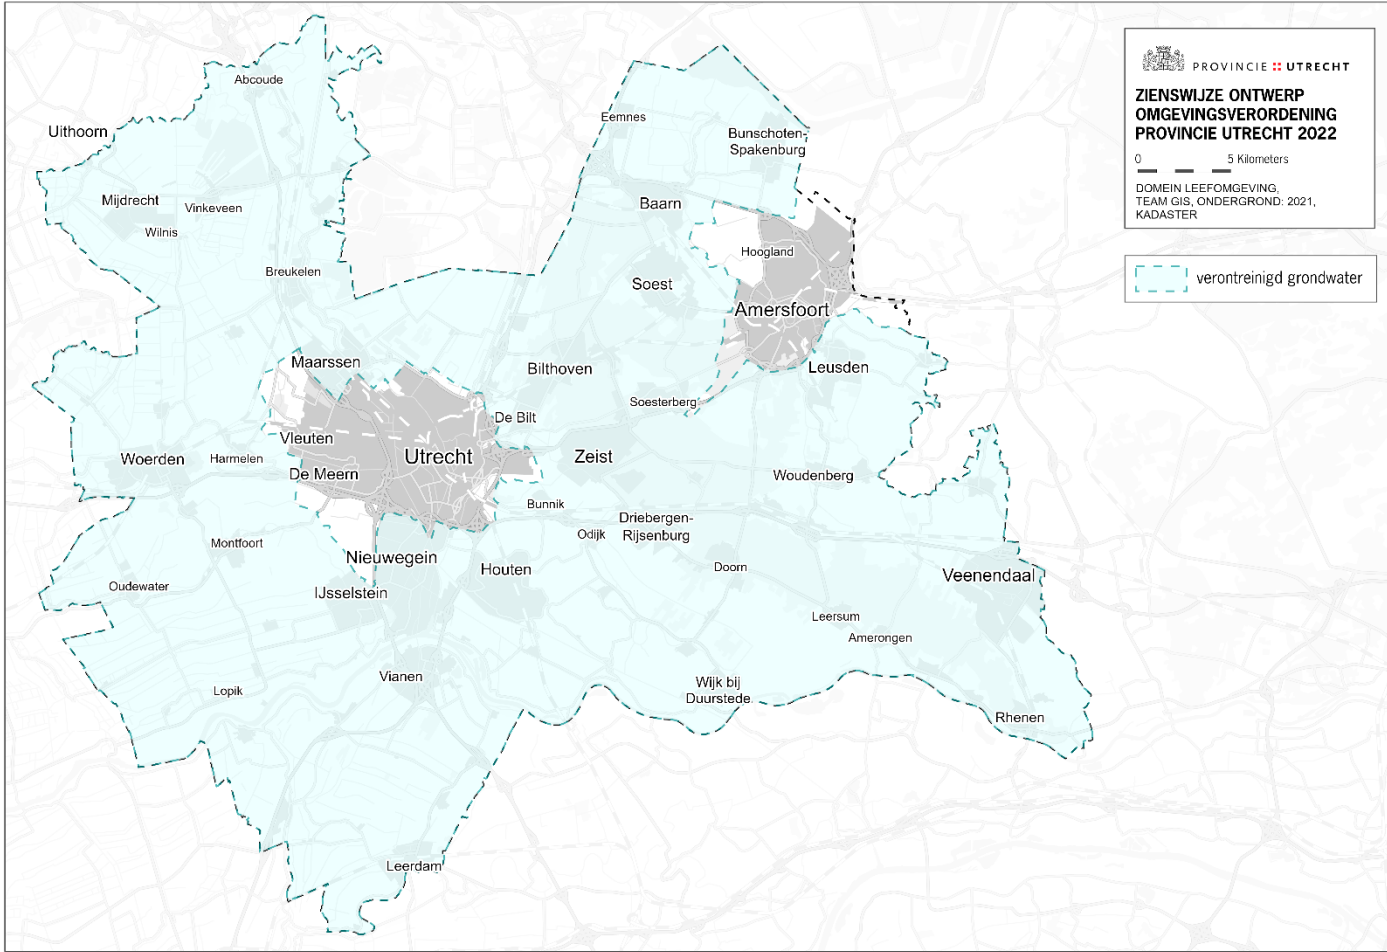 PROVINCIE UTRECHT
ZIENSWIJZE ONTWERP
OMGEVINGSVERORDENING
PROVINCIE UTRECHT 2022
0 5 Kilometers
DOMEIN LEEFOMGEVING,
TEAM GIS, ONDERGROND: 2021,
KADASTER
verontreinigd grondwater
Abcoude
Uithoorn
Eemnes
Bunschoten-
Spakenburg
Mijdrecht
Vinkeveen
Wilnis
Baarn
Hoogland
Breukelen
Soest
Amersfoort
Maarssen
Bilthoven
Leusden
Soesterberg
De Bilt
Vleuten
Woerden
Harmelen
De Meern
Utrecht
Zeist
Woudenberg
Bunnik
Driebergen-
Rijsenburg
Odijk
Montfoort
Nieuwegein
Houten
Doorn
Veenendaal
Oudewater
IJsselstein
Leersum
Amerongen
Vianen
Lopik
Wijk bij
Duurstede
Rhenen
Leerdam